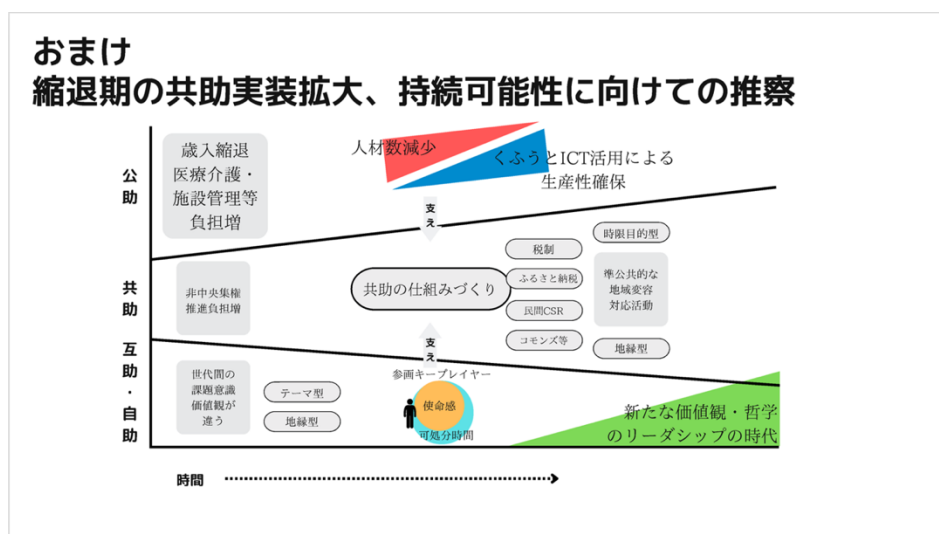 おまけ
縮退期の共助実装拡大、持続可能性に向けての推察
公助
歳入縮退
医療介護・
施設管理等
負担増
人材数減少
くふうとICT活用による
生産性確保
支え
共助
非中央集権
推進負担増
共助の仕組みづくり
税制
ふるさと納税
民間CSR
コモンズ等
時限目的型
準公共的な
地域変容
対応活動
地縁型
互助・自助
世代間の
課題意識
価値観が
違う
テーマ型
地縁型
支え
参画キープレイヤー
使命感
可処分時間
新たな価値観・哲学
のリーダシップの時代
時間